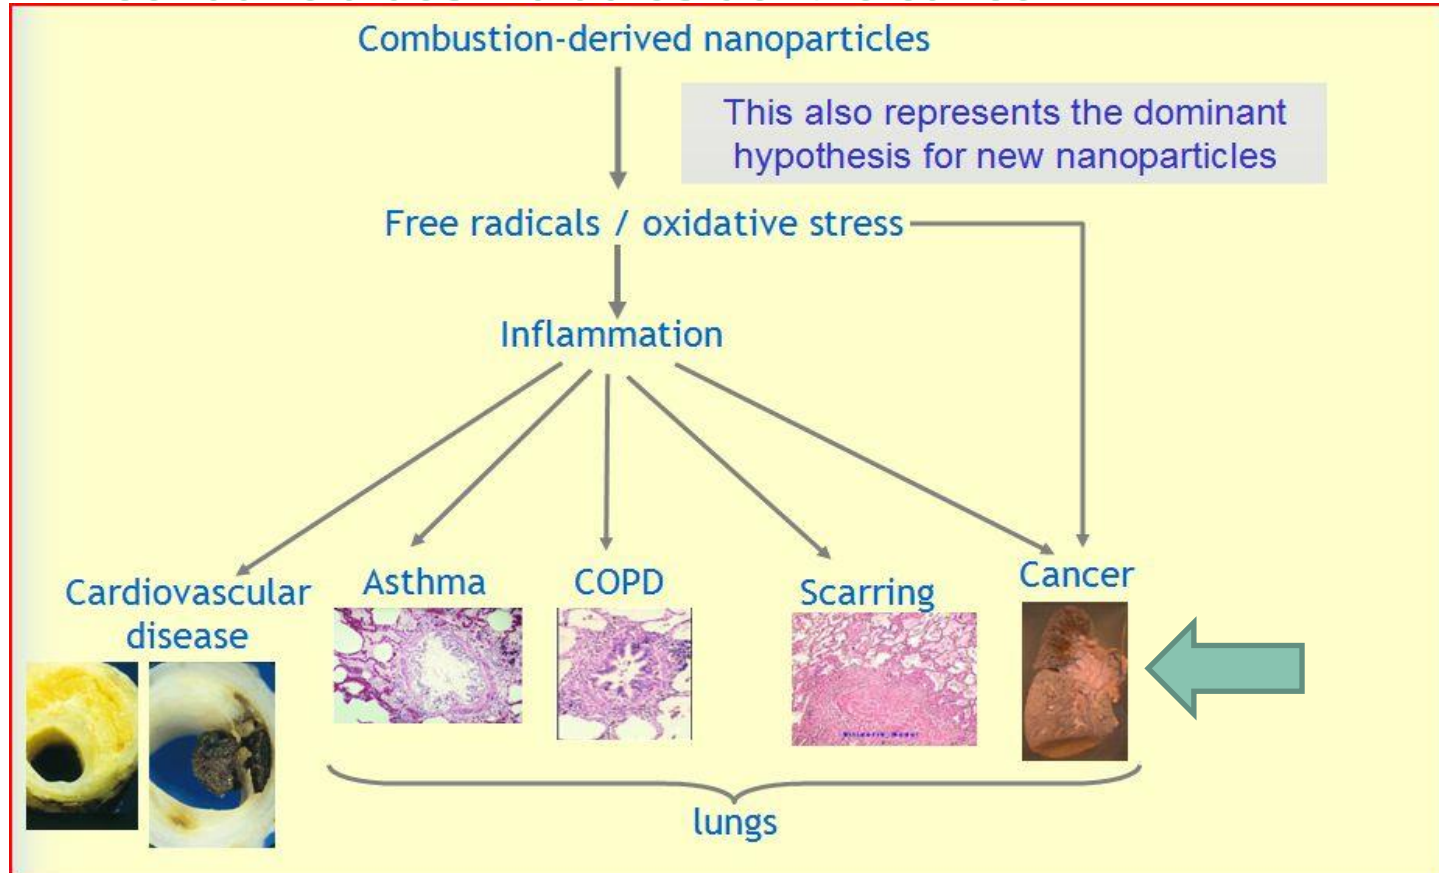 Combustion-derived nanoparticles
This also represents the dominant
hypothesis for new nanoparticles
Free radicals / oxidative stress
Inflammation
Cardiovascular
disease
Asthma
COPD
Scarring
Cancer
lungs